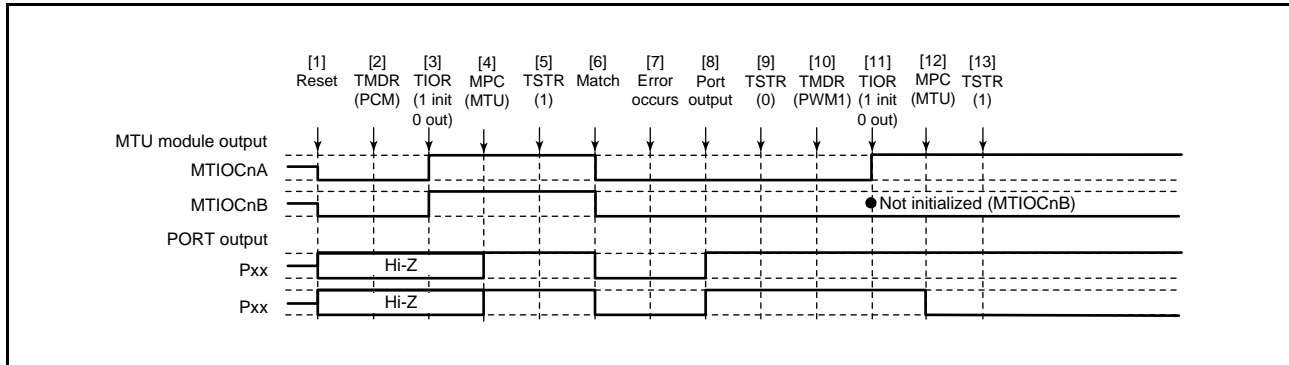 [1] [2] [3] [4] [5] [6] [7] [8] [9] [10] [11] [12] [13]
Reset TMDR TIOR MPC TSTR Match Error Port TSTR TMDR TIOR MPC TSTR
(PCM) (1 init (MTU) (1) occurs output (0) (PWM1) (1 init (MTU) (1)
0 out) 0 out)
MTU module output
MTIOCnA
MTIOCnB Not initialized (MTIOCnB)
PORT output
Pxx Hi-Z
Pxx Hi-Z